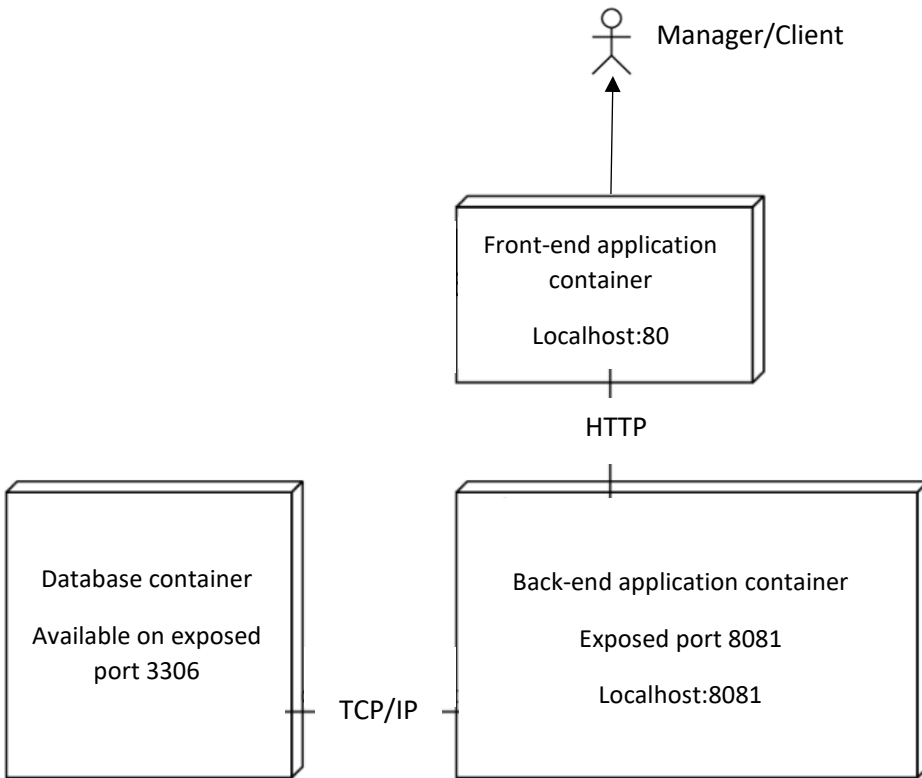 Manager/Client
Front-end application
container
Localhost:80
HTTP
Database container
Available on exposed
port 3306
TCP/IP
Back-end application container
Exposed port 8081
Localhost:8081